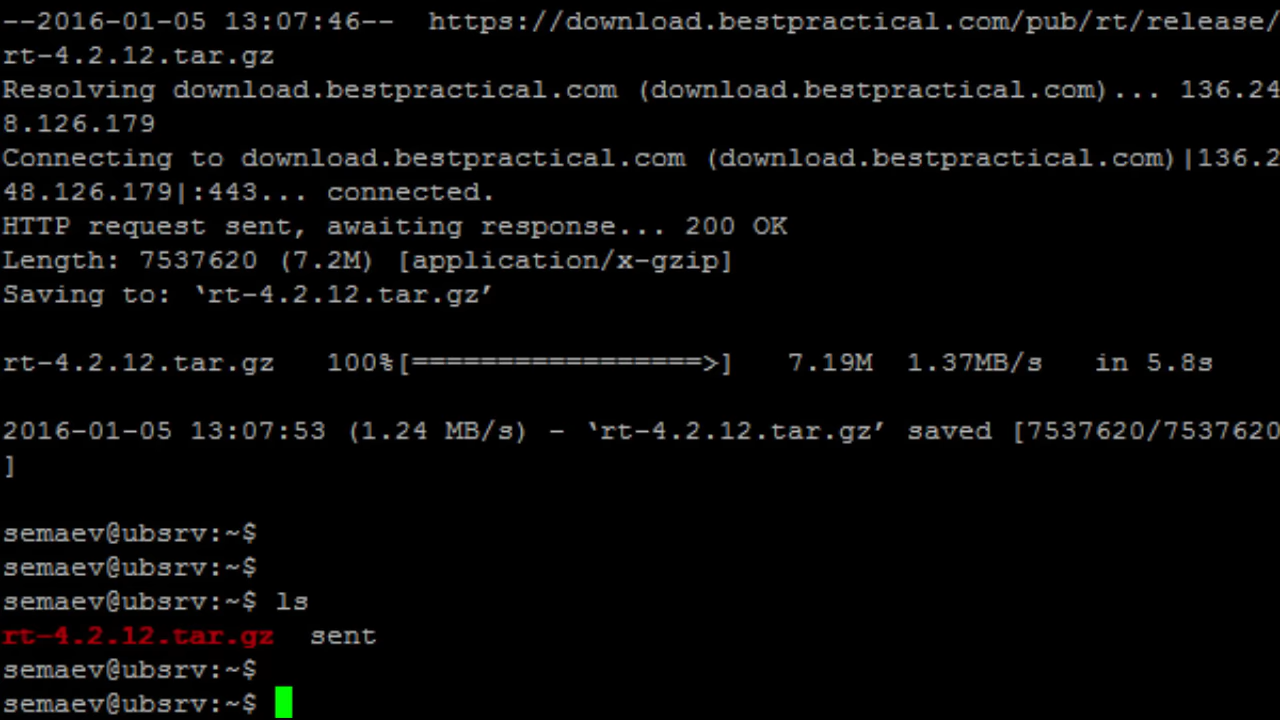 --2016-01-05 13:07:46--  https://download.bestpractical.com/pub/rt/release/
rt-4.2.12.tar.gz
Resolving download.bestpractical.com (download.bestpractical.com)... 136.24
8.126.179
Connecting to download.bestpractical.com (download.bestpractical.com)|136.2
48.126.179|:443... connected.
HTTP request sent, awaiting response... 200 OK
Length: 7537620 (7.2M) [application/x-gzip]
Saving to: ‘rt-4.2.12.tar.gz’
rt-4.2.12.tar.gz   100%[=================>]   7.19M  1.37MB/s   in 5.8s
2016-01-05 13:07:53 (1.24 MB/s) - ‘rt-4.2.12.tar.gz’ saved [7537620/7537620
]
semaev@ubsrv:~$
semaev@ubsrv:~$
semaev@ubsrv:~$ ls
rt-4.2.12.tar.gz  sent
semaev@ubsrv:~$
semaev@ubsrv:~$